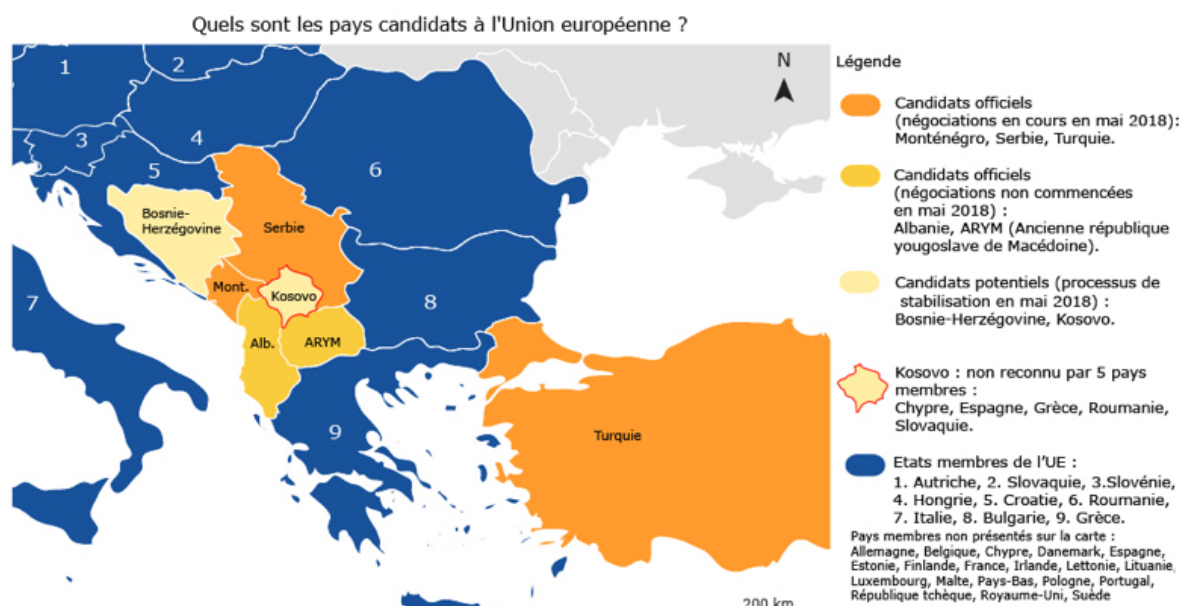 Quels sont les pays candidats à l'Union européenne ?
1
2
3
4
5
6
7
8
9
Bosnie-
Herzégovine
Serbie
Mont.
Kosovo
Alb.
ARYM
Turquie
N
200 km
Légende
Candidats officiels
(négociations en cours en mai 2018):
Monténégro, Serbie, Turquie.
Candidats officiels
(négociations non commencées
en mai 2018) :
Albanie, ARYM (Ancienne république
yougoslave de Macédoine).
Candidats potentiels (processus de
stabilisation en mai 2018) :
Bosnie-Herzégovine, Kosovo.
Kosovo : non reconnu par 5 pays
membres :
Chypre, Espagne, Grèce, Roumanie,
Slovaquie.
Etats membres de l'UE :
1. Autriche, 2. Slovaquie, 3.Slovénie,
4. Hongrie, 5. Croatie, 6. Roumanie,
7. Italie, 8. Bulgarie, 9. Grèce.
Pays membres non présentés sur la carte :
Allemagne, Belgique, Chypre, Danemark, Espagne,
Estonie, Finlande, France, Irlande, Lettonie, Lituanie,
Luxembourg, Malte, Pays-Bas, Pologne, Portugal,
République tchèque, Royaume-Uni, Suède